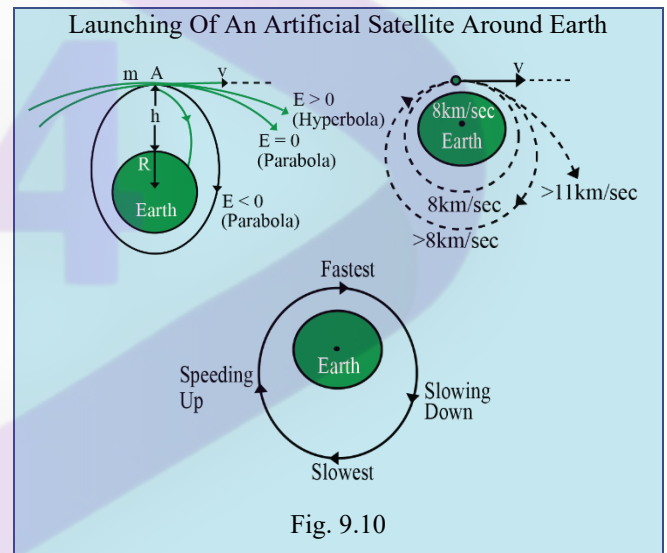 Launching Of An Artificial Satellite Around Earth
m A v
E > 0
(Hyperbola)
E = 0
(Parabola)
h
R
Earth
E < 0
(Parabola)
v
8km/sec
Earth
8km/sec
>8km/sec
>11km/sec
Fastest
Earth
Speeding
Up
Slowing
Down
Slowest
Fig. 9.10